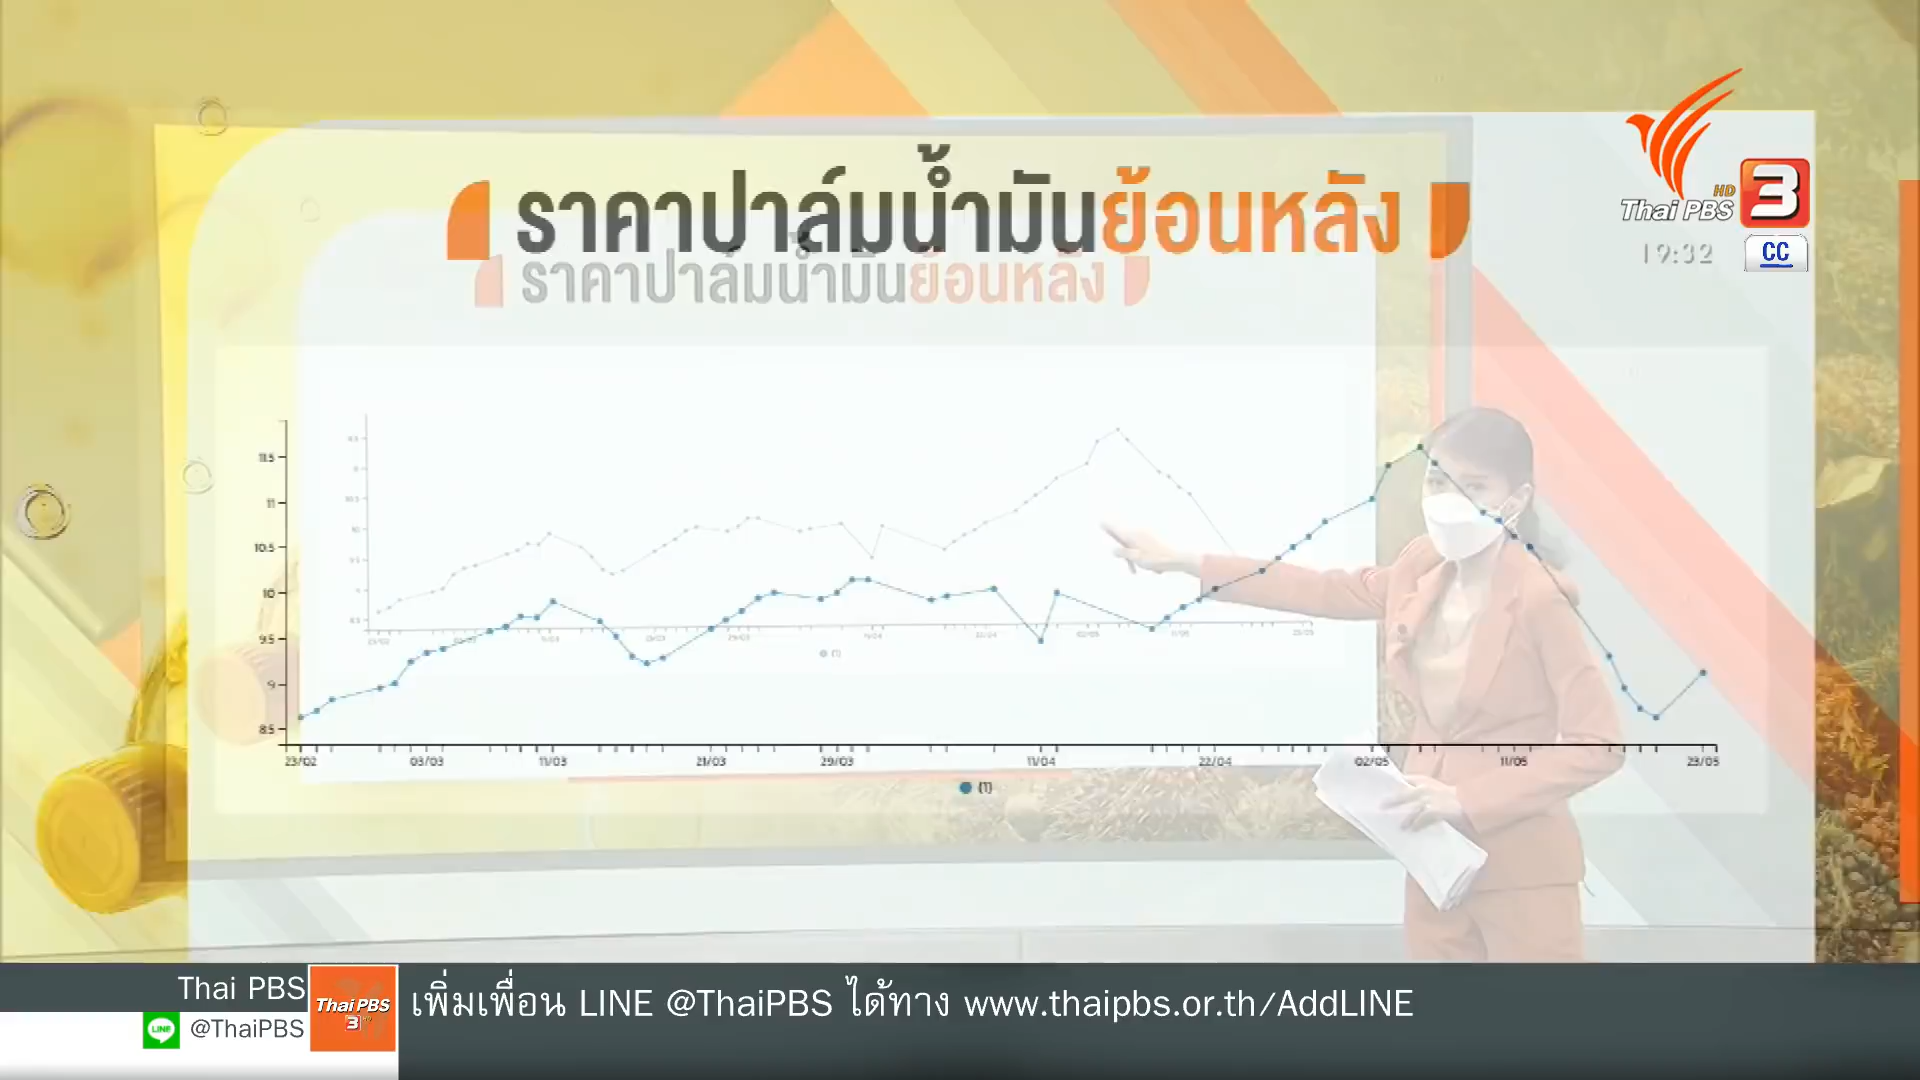 ราคาปาล์มน้ำมันย้อนหลัง
ราคาปาล์มน้ำมันย้อนหลัง
Thai PBS HD 3
19:32
CC
11.5
11
10.5
10
9.5
9
8.5
23/02 03/03 11/03 21/03 29/03 11/04 22/04 02/05 11/05 23/05
(1)
Thai PBS
@ThaiPBS
LINE
Thai PBS
3
เพิ่มเพื่อน LINE @ThaiPBS ได้ทาง www.thaipbs.or.th/AddLINE